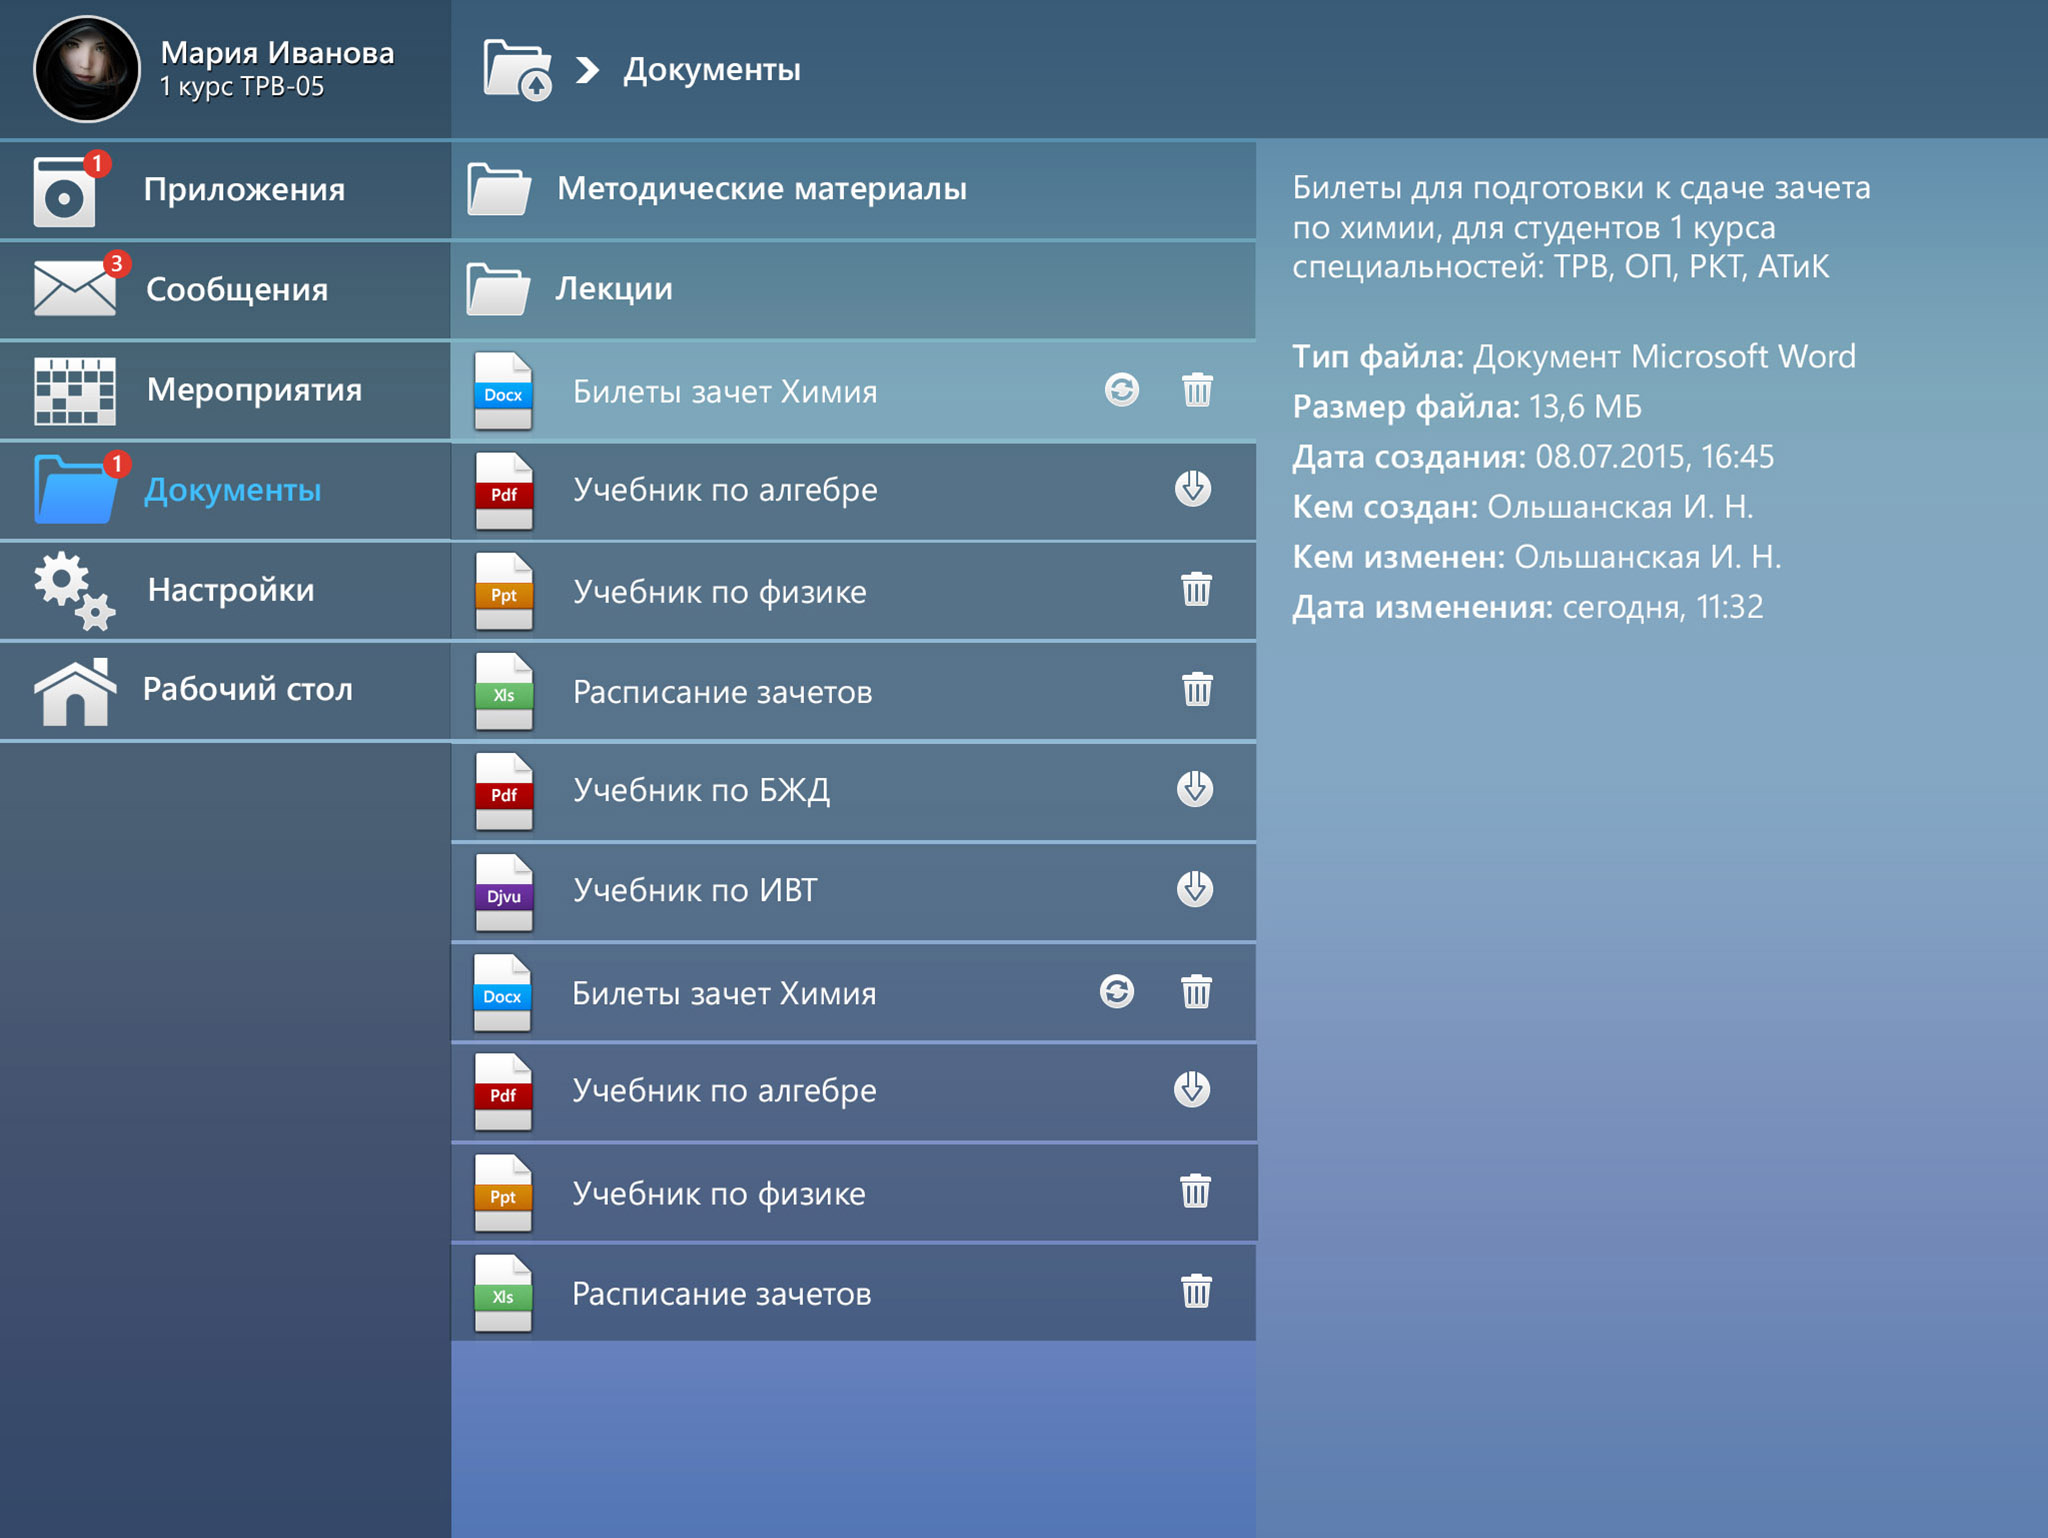 Мария Иванова
1 курс ТРВ-05
Документы
1
Приложения
3
Сообщения
Мероприятия
1
Документы
Настройки
Рабочий стол
Методические материалы
Лекции
Docx
Билеты зачет Химия
Pdf
Учебник по алгебре
Ppt
Учебник по физике
Xls
Расписание зачетов
Pdf
Учебник по БЖД
Djvu
Учебник по ИВТ
Docx
Билеты зачет Химия
Pdf
Учебник по алгебре
Ppt
Учебник по физике
Xls
Расписание зачетов
Билеты для подготовки к сдаче зачета
по химии, для студентов 1 курса
специальностей: ТРВ, ОП, РКТ, АТиК
Тип файла: Документ Microsoft Word
Размер файла: 13,6 МБ
Дата создания: 08.07.2015, 16:45
Кем создан: Ольшанская И. Н.
Кем изменен: Ольшанская И. Н.
Дата изменения: сегодня, 11:32